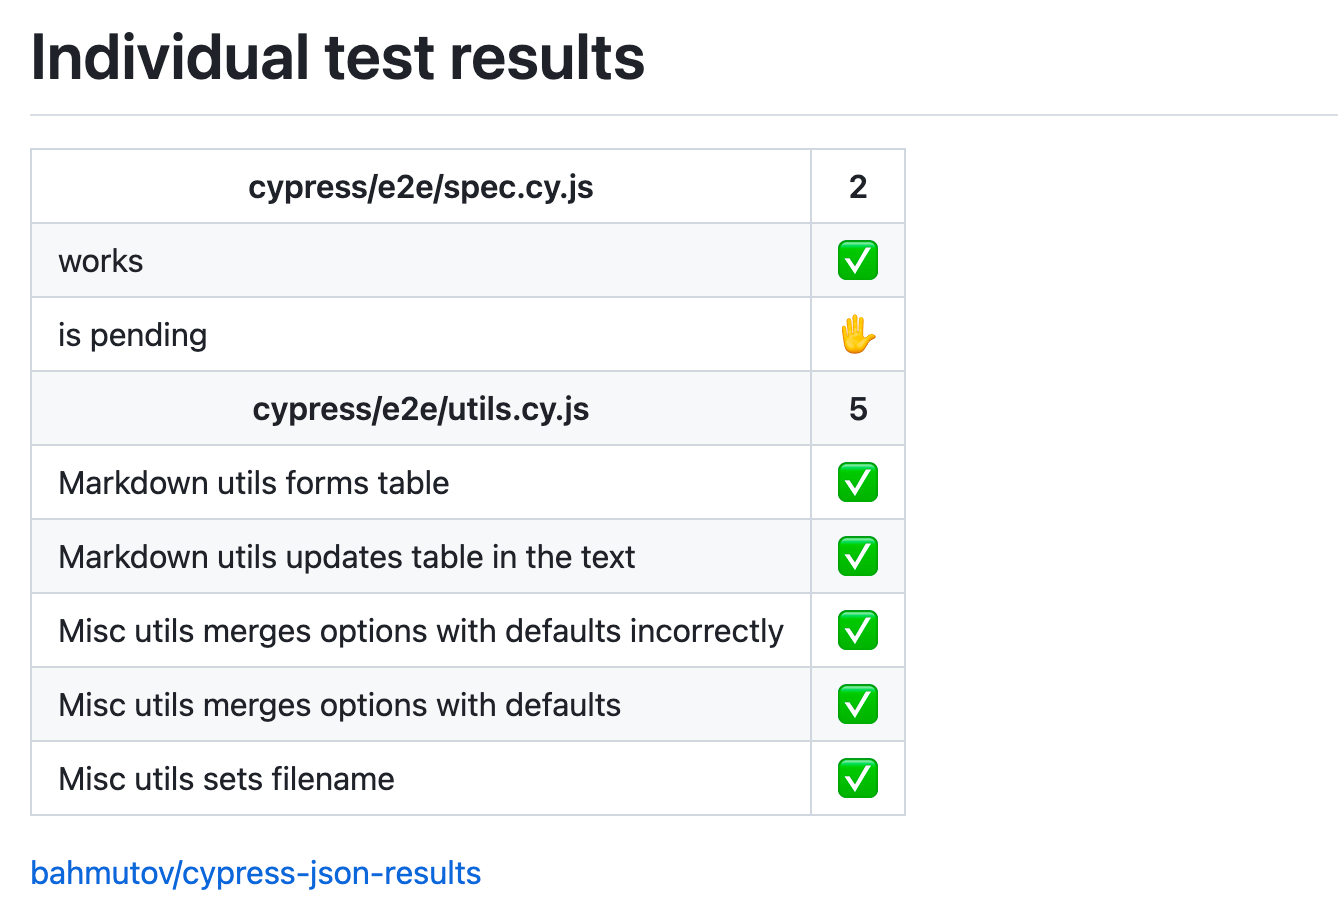 Individual test results
cypress/e2e/spec.cy.js 2
works ✅
is pending ✋
cypress/e2e/utils.cy.js 5
Markdown utils forms table ✅
Markdown utils updates table in the text ✅
Misc utils merges options with defaults incorrectly ✅
Misc utils merges options with defaults ✅
Misc utils sets filename ✅
bahmutov/cypress-json-results